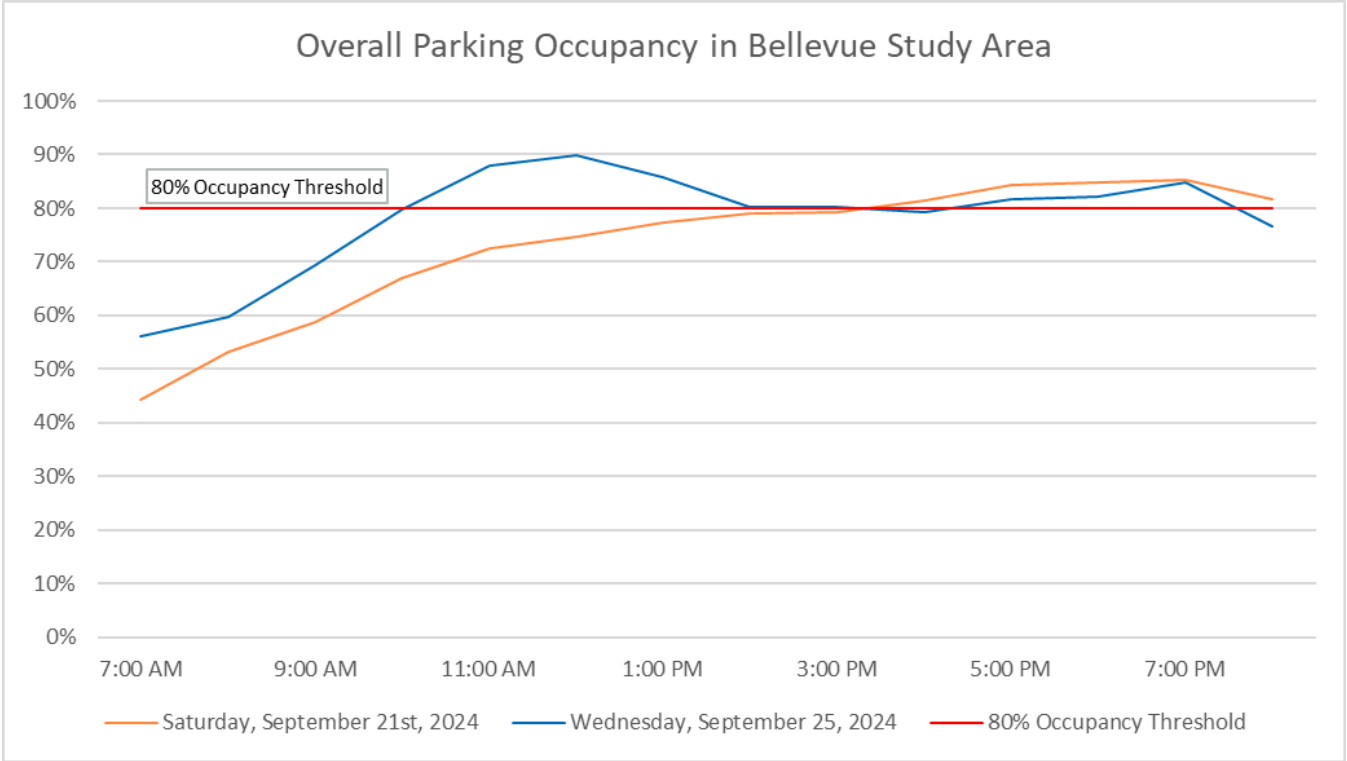 Overall Parking Occupancy in Bellevue Study Area
100%
90%
80% Occupancy Threshold
80%
70%
60%
50%
40%
30%
20%
10%
0%
7:00 AM 9:00 AM 11:00 AM 1:00 PM 3:00 PM 5:00 PM 7:00 PM
Saturday, September 21st, 2024 Wednesday, September 25, 2024 80% Occupancy Threshold